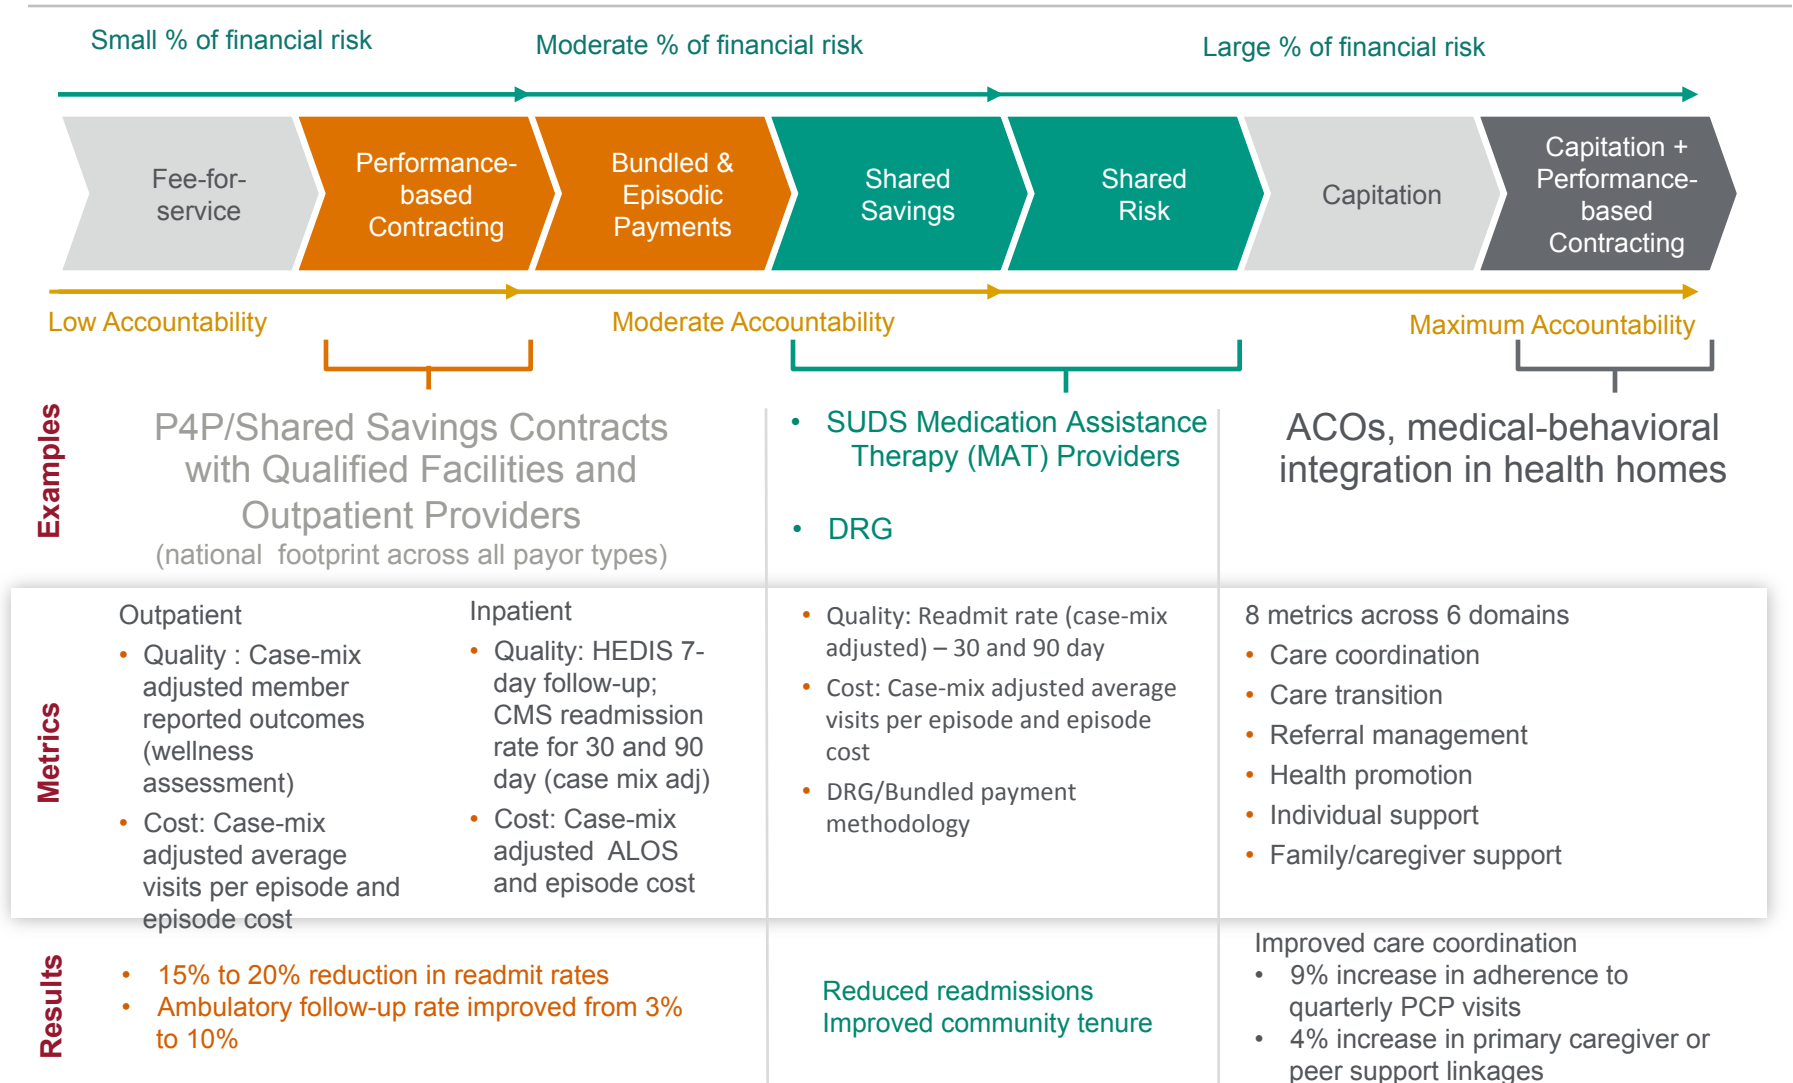 Small % of financial risk
Moderate % of financial risk
Large % of financial risk
Fee-for-
service
Performance-
based
Contracting
Bundled &
Episodic
Payments
Shared
Savings
Shared
Risk
Capitation
Capitation +
Performance-
based
Contracting
Low Accountability
Moderate Accountability
Maximum Accountability
Examples
P4P/Shared Savings Contracts
with Qualified Facilities and
Outpatient Providers
(national footprint across all payor types)
• SUDS Medication Assistance
Therapy (MAT) Providers
• DRG
ACOs, medical-behavioral
integration in health homes
Metrics
Outpatient
• Quality : Case-mix
adjusted member
reported outcomes
(wellness
assessment)
• Cost: Case-mix
adjusted average
visits per episode and
episode cost
Inpatient
• Quality: HEDIS 7-
day follow-up;
CMS readmission
rate for 30 and 90
day (case mix adj)
• Cost: Case-mix
adjusted ALOS
and episode cost
• Quality: Readmit rate (case-mix
adjusted) – 30 and 90 day
• Cost: Case-mix adjusted average
visits per episode and episode
cost
• DRG/Bundled payment
methodology
8 metrics across 6 domains
• Care coordination
• Care transition
• Referral management
• Health promotion
• Individual support
• Family/caregiver support
Results
• 15% to 20% reduction in readmit rates
• Ambulatory follow-up rate improved from 3%
to 10%
Reduced readmissions
Improved community tenure
Improved care coordination
• 9% increase in adherence to
quarterly PCP visits
• 4% increase in primary caregiver or
peer support linkages